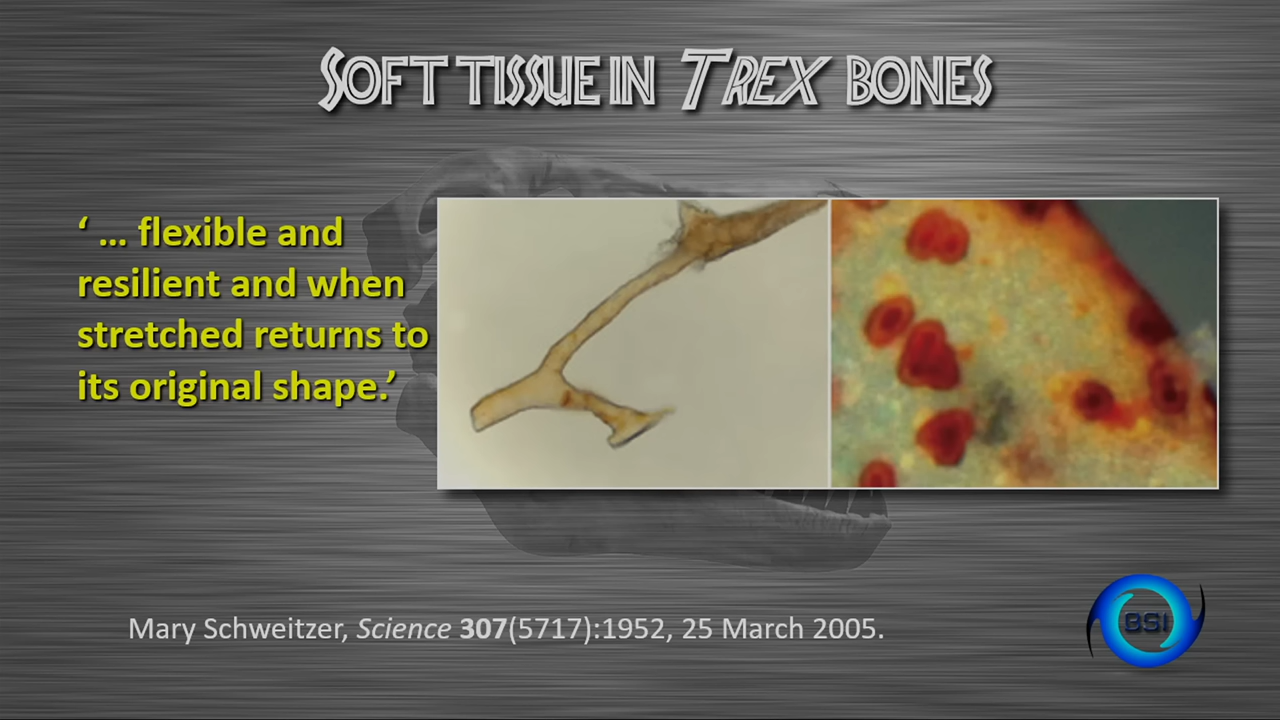 SOFT TISSUE IN T REX BONES
‘ … flexible and
resilient and when
stretched returns to
its original shape.’
Mary Schweitzer, Science 307(5717):1952, 25 March 2005.
BSI